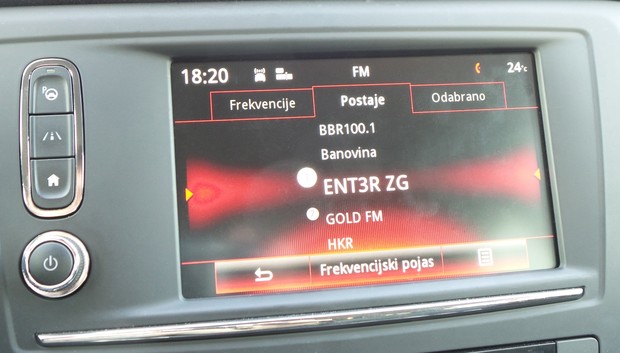 18:20 FM 24°C
Frekvencije Postaje Odabrano
BBR100.1
Banovina
ENT3R ZG
GOLD FM
HKR
Frekvencijski pojas